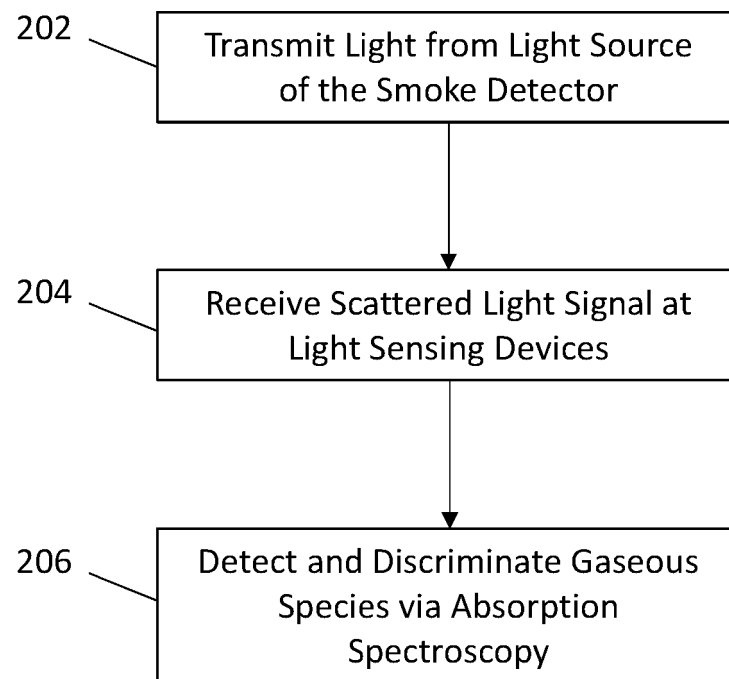 202
Transmit Light from Light Source
of the Smoke Detector
204
Receive Scattered Light Signal at
Light Sensing Devices
206
Detect and Discriminate Gaseous
Species via Absorption
Spectroscopy